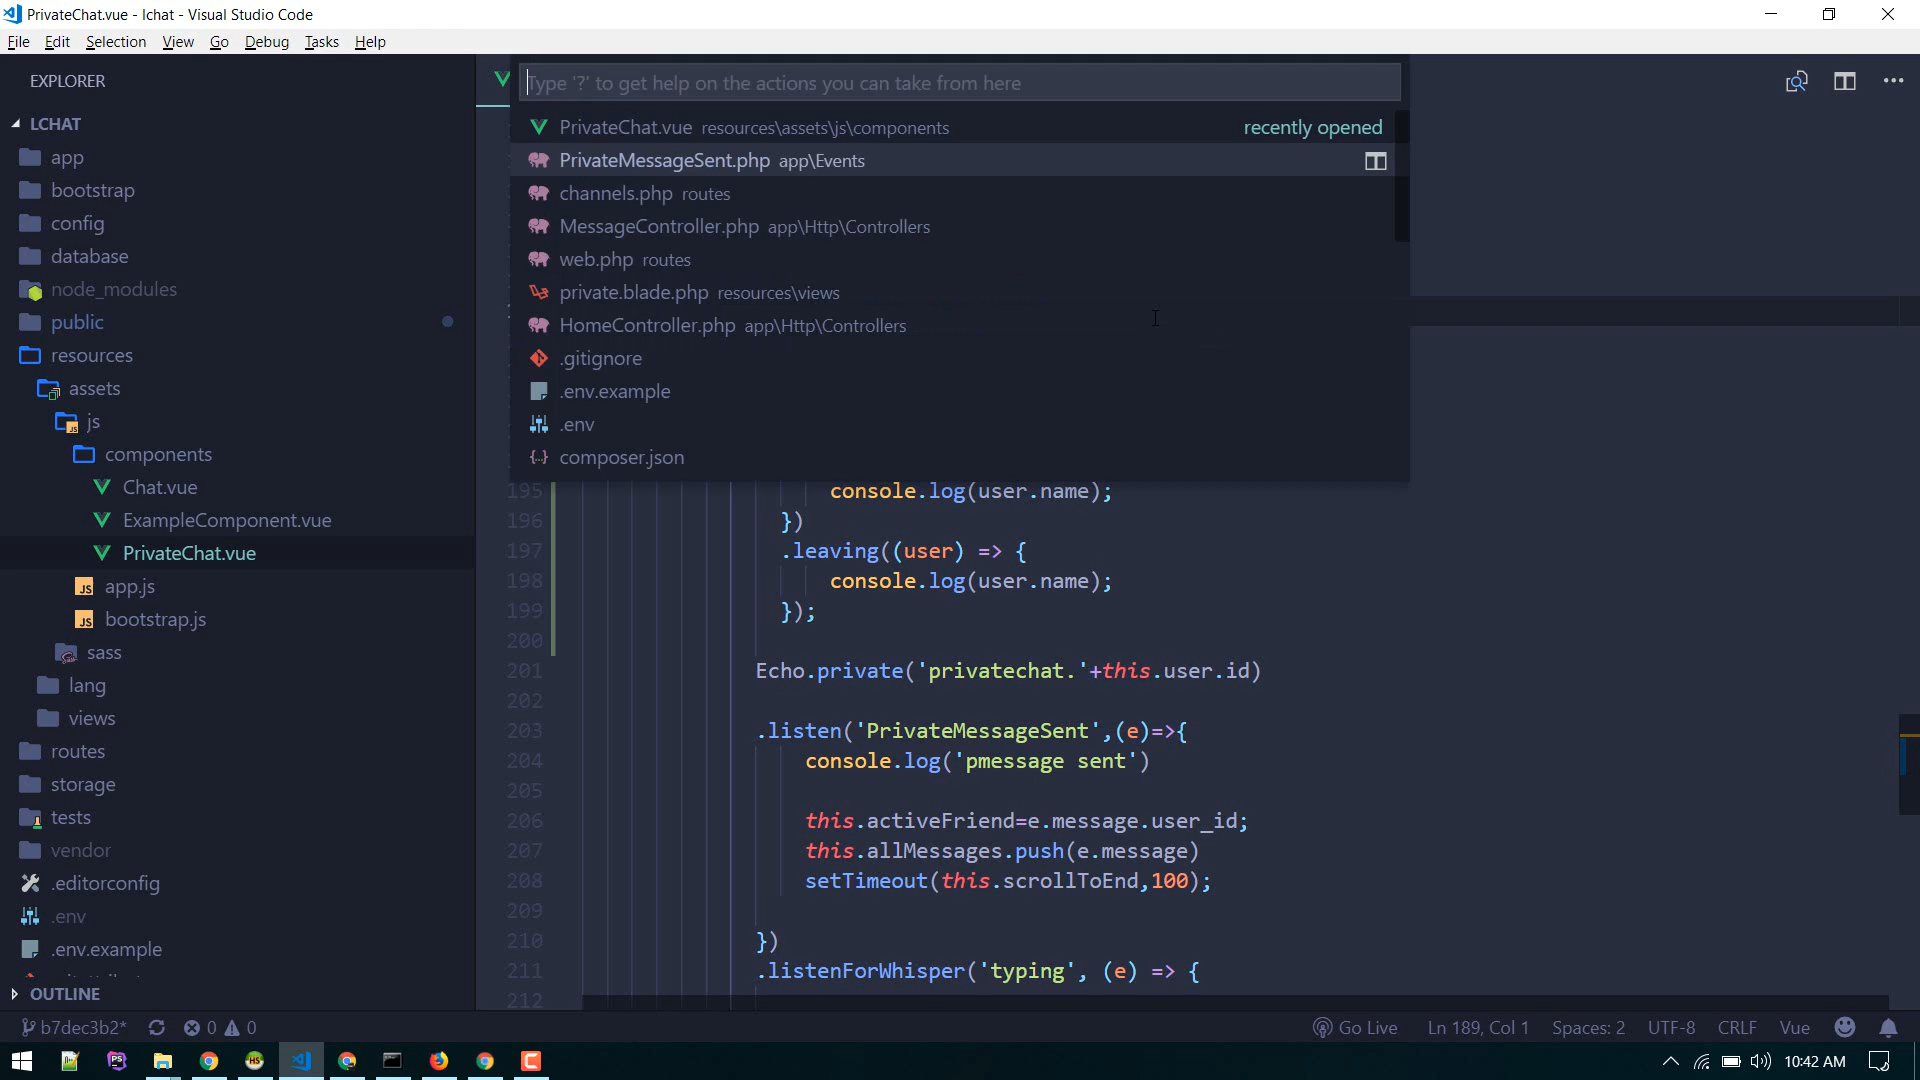 PrivateChat.vue - lchat - Visual Studio Code
File Edit Selection View Go Debug Tasks Help
EXPLORER
LCHAT
app
bootstrap
config
database
node_modules
public
resources
assets
js
components
Chat.vue
ExampleComponent.vue
PrivateChat.vue
JS app.js
JS bootstrap.js
sass
lang
views
routes
storage
tests
vendor
.editorconfig
.env
.env.example
OUTLINE
Type '?' to get help on the actions you can take from here
PrivateChat.vue resources\assets\js\components recently opened
PrivateMessageSent.php app\Events
channels.php routes
MessageController.php app\Http\Controllers
web.php routes
private.blade.php resources\views
HomeController.php app\Http\Controllers
.gitignore
.env.example
.env
composer.json
195 console.log(user.name);
196 })
197 .leaving((user) => {
198 console.log(user.name);
199 });
200
201 Echo.private('privatechat.'+this.user.id)
202
203 .listen('PrivateMessageSent',(e)=>{
204 console.log('pmessage sent')
205
206 this.activeFriend=e.message.user_id;
207 this.allMessages.push(e.message)
208 setTimeout(this.scrollToEnd,100);
209
210 })
211 .listenForWhisper('typing', (e) => {
212
b7dec3b2* 0 0 Go Live Ln 189, Col 1 Spaces: 2 UTF-8 CRLF Vue
10:42 AM